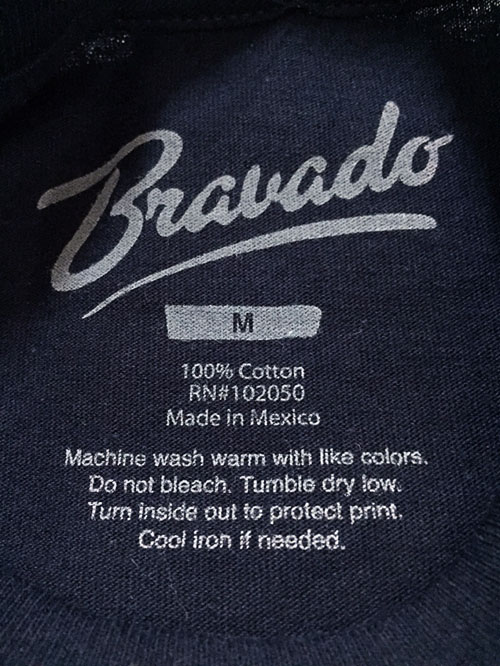 Bravado
M
100% Cotton
RN#102050
Made in Mexico
Machine wash warm with like colors.
Do not bleach. Tumble dry low.
Turn inside out to protect print.
Cool iron if needed.